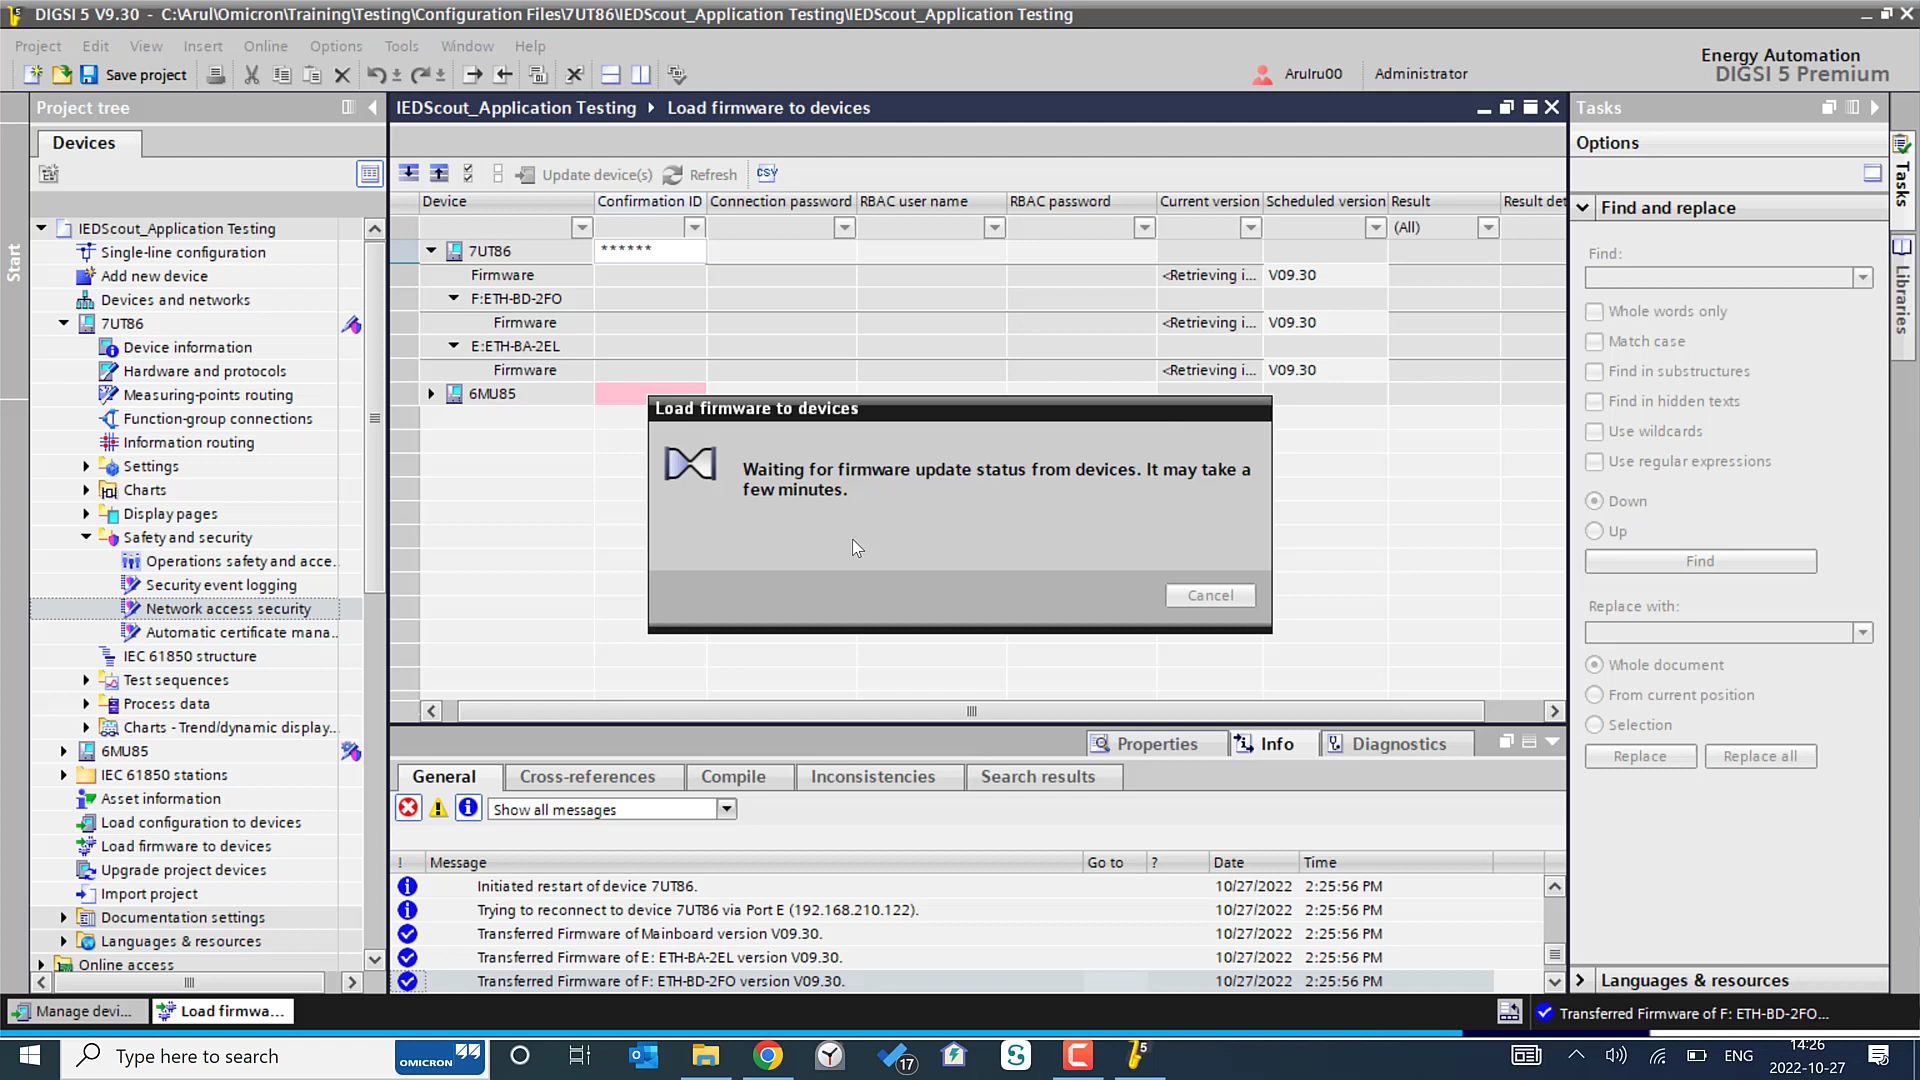 DIGSI 5 V9.30 - C:\Arul\Omicron\Training\Testing\Configuration Files\7UT86\IEDScout_Application Testing\IEDScout_Application Testing
Project Edit View Insert Online Options Tools Window Help
Energy Automation
DIGSI 5 Premium
Save project
Arulru00 Administrator
Project tree
IEDScout_Application Testing Load firmware to devices
Tasks
Devices
Options
Update device(s) Refresh CSV
Start
Tasks
Libraries
Device Confirmation ID Connection password RBAC user name RBAC password Current version Scheduled version Result Result det
(All)
Find and replace
IEDScout_Application Testing
Single-line configuration
Add new device
Devices and networks
7UT86
Device information
Hardware and protocols
Measuring-points routing
Function-group connections
Information routing
Settings
Charts
Display pages
Safety and security
Operations safety and acce..
Security event logging
Network access security
Automatic certificate mana..
IEC 61850 structure
Test sequences
Process data
Charts - Trend/dynamic display...
6MU85
IEC 61850 stations
Asset information
Load configuration to devices
Load firmware to devices
Upgrade project devices
Import project
Documentation settings
Languages & resources
Online access
7UT86 ******
Firmware <Retrieving i... V09.30
F:ETH-BD-2FO
Firmware <Retrieving i... V09.30
E:ETH-BA-2EL
Firmware <Retrieving i... V09.30
6MU85
Load firmware to devices
Waiting for firmware update status from devices. It may take a
few minutes.
Cancel
Find:
Whole words only
Match case
Find in substructures
Find in hidden texts
Use wildcards
Use regular expressions
Down
Up
Find
Replace with:
Whole document
From current position
Selection
Replace Replace all
Languages & resources
Properties Info Diagnostics
General Cross-references Compile Inconsistencies Search results
Show all messages
! Message Go to ? Date Time
Initiated restart of device 7UT86. 10/27/2022 2:25:56 PM
Trying to reconnect to device 7UT86 via Port E (192.168.210.122). 10/27/2022 2:25:56 PM
Transferred Firmware of Mainboard version V09.30. 10/27/2022 2:25:56 PM
Transferred Firmware of E: ETH-BA-2EL version V09.30. 10/27/2022 2:25:56 PM
Transferred Firmware of F: ETH-BD-2FO version V09.30. 10/27/2022 2:25:56 PM
Manage devi... Load firmwa... Transferred Firmware of F: ETH-BD-2FO...
Type here to search OMICRON 17 5 ENG 14:26
2022-10-27